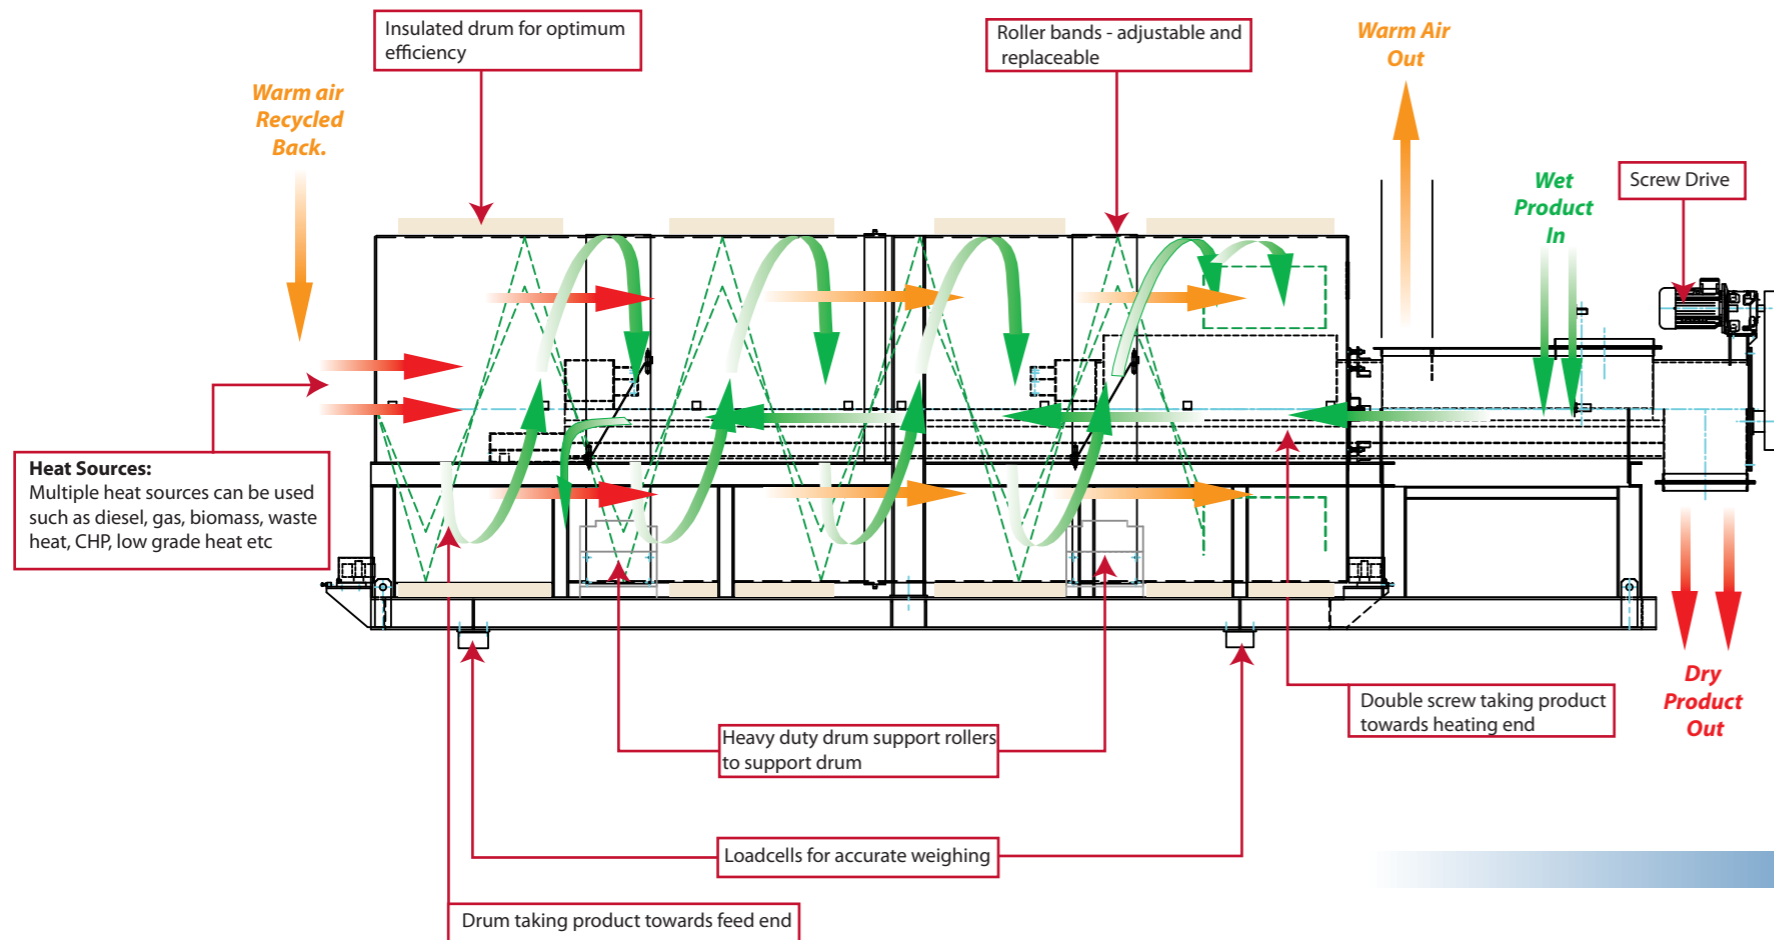 Insulated drum for optimum
efficiency
Roller bands - adjustable and
replaceable
Warm Air
Out
Warm air
Recycled
Back.
Wet
Product
In
Screw Drive
Heat Sources:
Multiple heat sources can be used
such as diesel, gas, biomass, waste
heat, CHP, low grade heat etc
Double screw taking product
towards heating end
Dry
Product
Out
Heavy duty drum support rollers
to support drum
Loadcells for accurate weighing
Drum taking product towards feed end